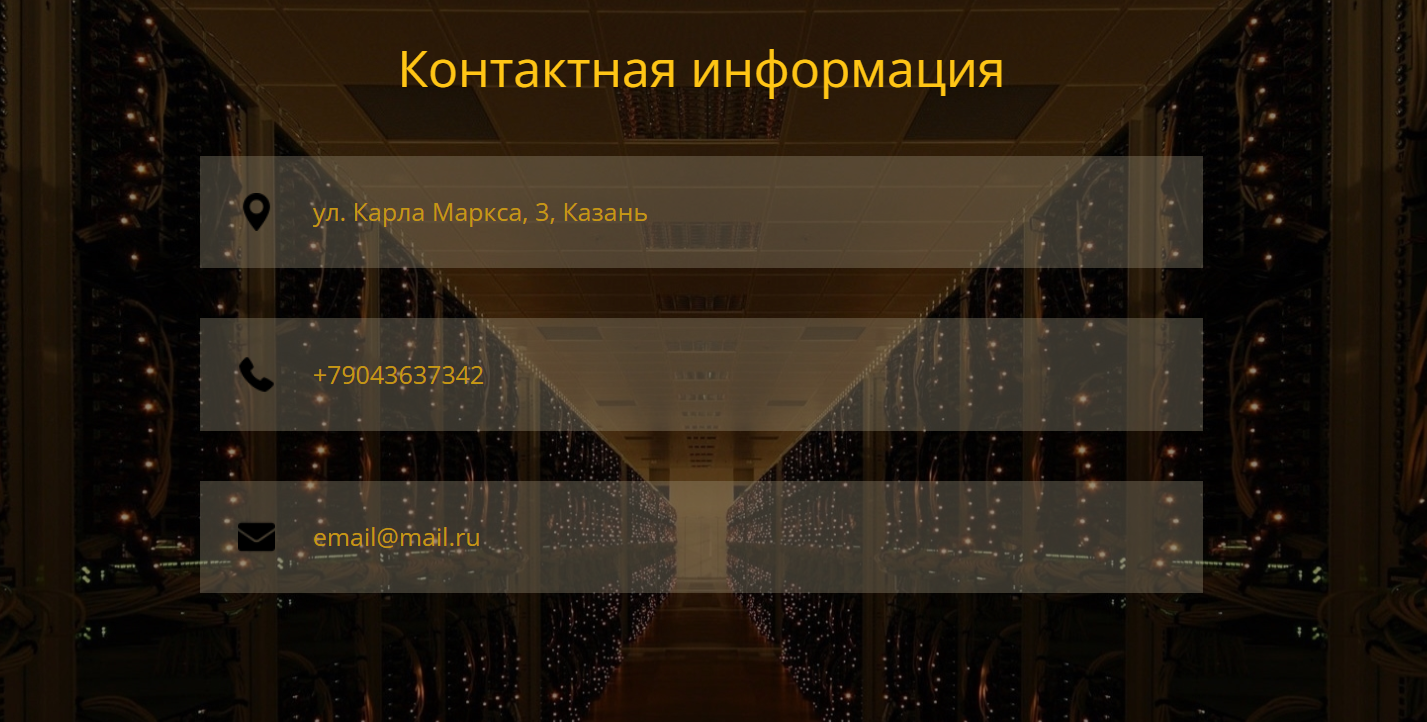 Контактная информация
ул. Карла Маркса, 3, Казань
+79043637342
email@mail.ru